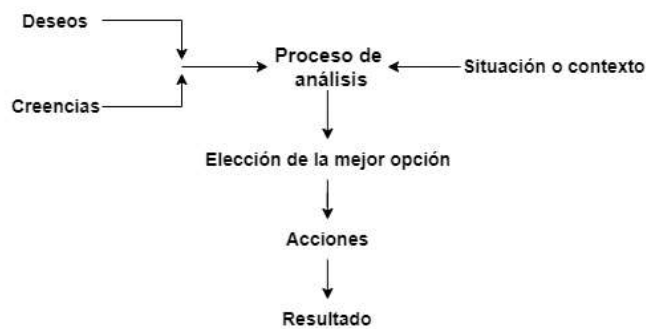 Deseos
Proceso de
análisis
Situación o contexto
Creencias
Elección de la mejor opción
Acciones
Resultado